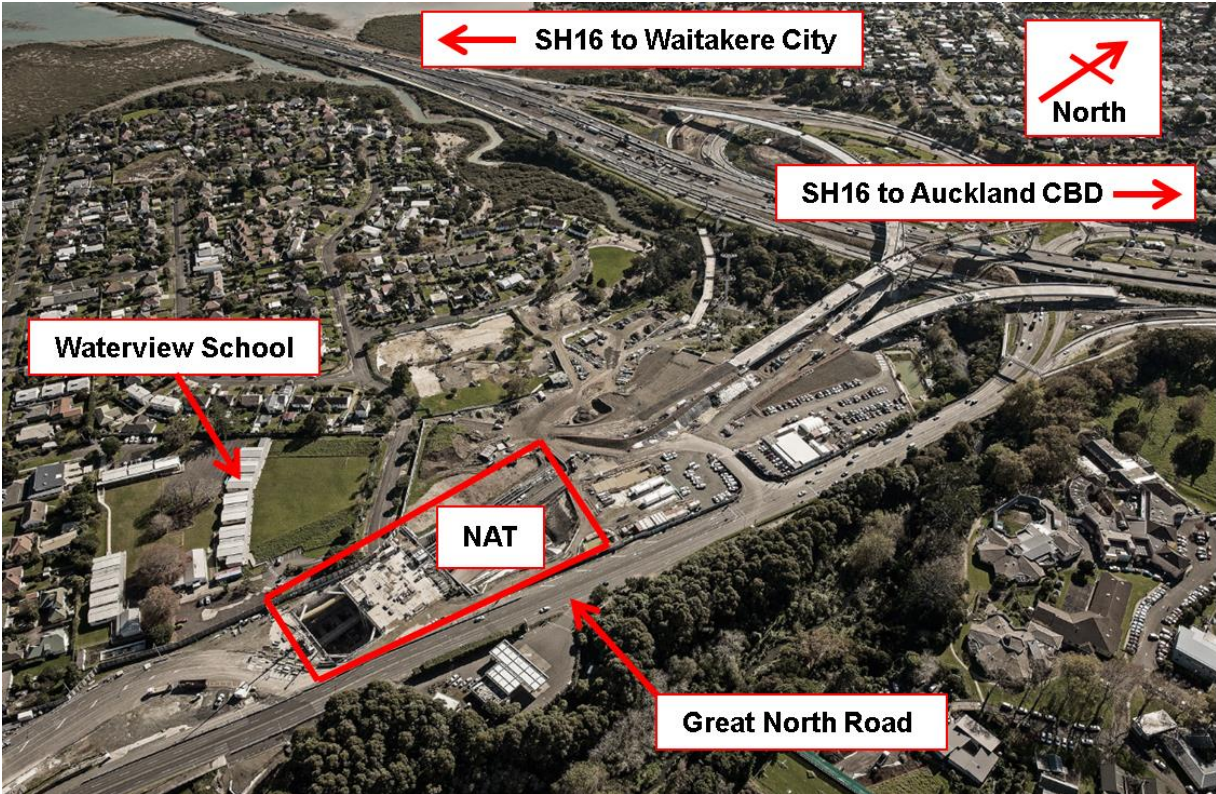 SH16 to Waitakere City
North
SH16 to Auckland CBD
Waterview School
NAT
Great North Road